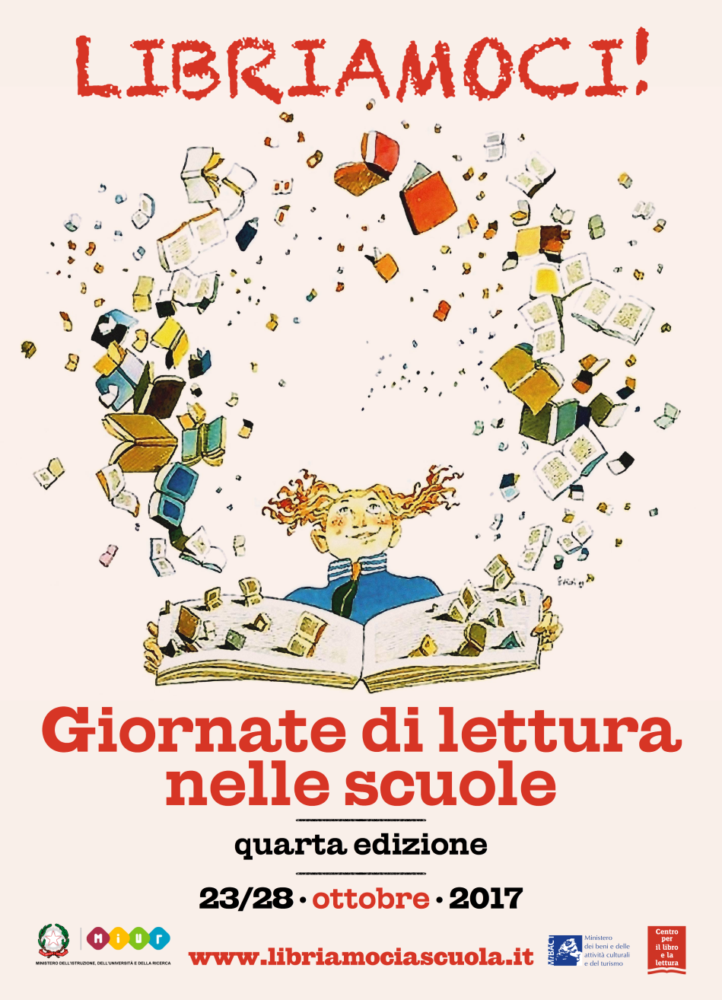 LIBRIAMOCI!
Giornate di lettura
nelle scuole
quarta edizione
23/28 · ottobre · 2017
miur
MINISTERO DELL'ISTRUZIONE, DELL'UNIVERSITÀ E DELLA RICERCA
www.libriamociascuola.it
MiBACT
Ministero
dei beni e delle
attività culturali
e del turismo
Centro
per
il libro
e la
lettura